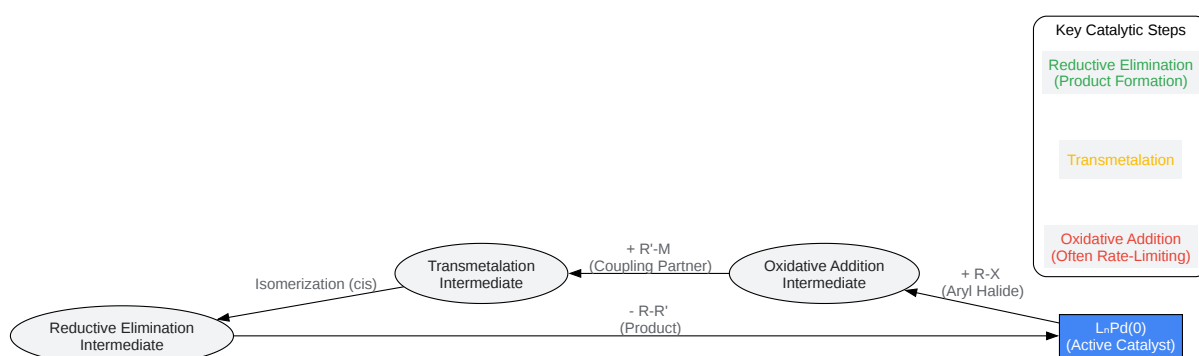 Key Catalytic Steps
Reductive Elimination
(Product Formation)
Transmetalation
Oxidative Addition
(Often Rate-Limiting)
+ R'-M
(Coupling Partner)
Transmetalation
Intermediate
Oxidative Addition
Intermediate
+ R-X
(Aryl Halide)
Isomerization (cis)
- R-R'
(Product)
Reductive Elimination
Intermediate
LₙPd(0)
(Active Catalyst)